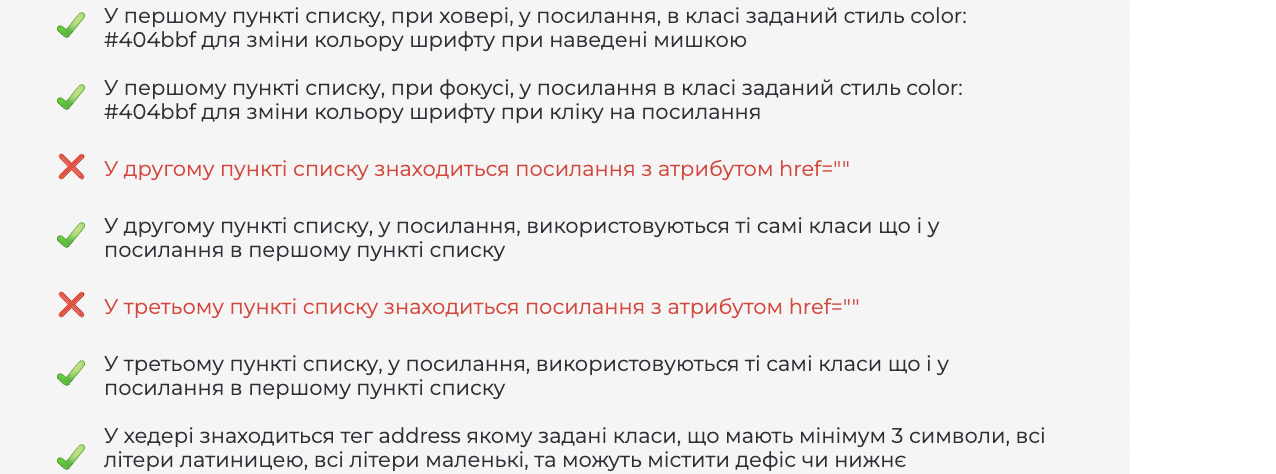 У першому пункті списку, при ховері, у посилання, в класі заданий стиль color:
#404bbf для зміни кольору шрифту при наведені мишкою
У першому пункті списку, при фокусі, у посилання в класі заданий стиль color:
#404bbf для зміни кольору шрифту при кліку на посилання
У другому пункті списку знаходиться посилання з атрибутом href=""
У другому пункті списку, у посилання, використовуються ті самі класи що і у
посилання в першому пункті списку
У третьому пункті списку знаходиться посилання з атрибутом href=""
У третьому пункті списку, у посилання, використовуються ті самі класи що і у
посилання в першому пункті списку
У хедері знаходиться тег address якому задані класи, що мають мінімум 3 символи, всі
літери латиницею, всі літери маленькі, та можуть містити дефіс чи нижнє